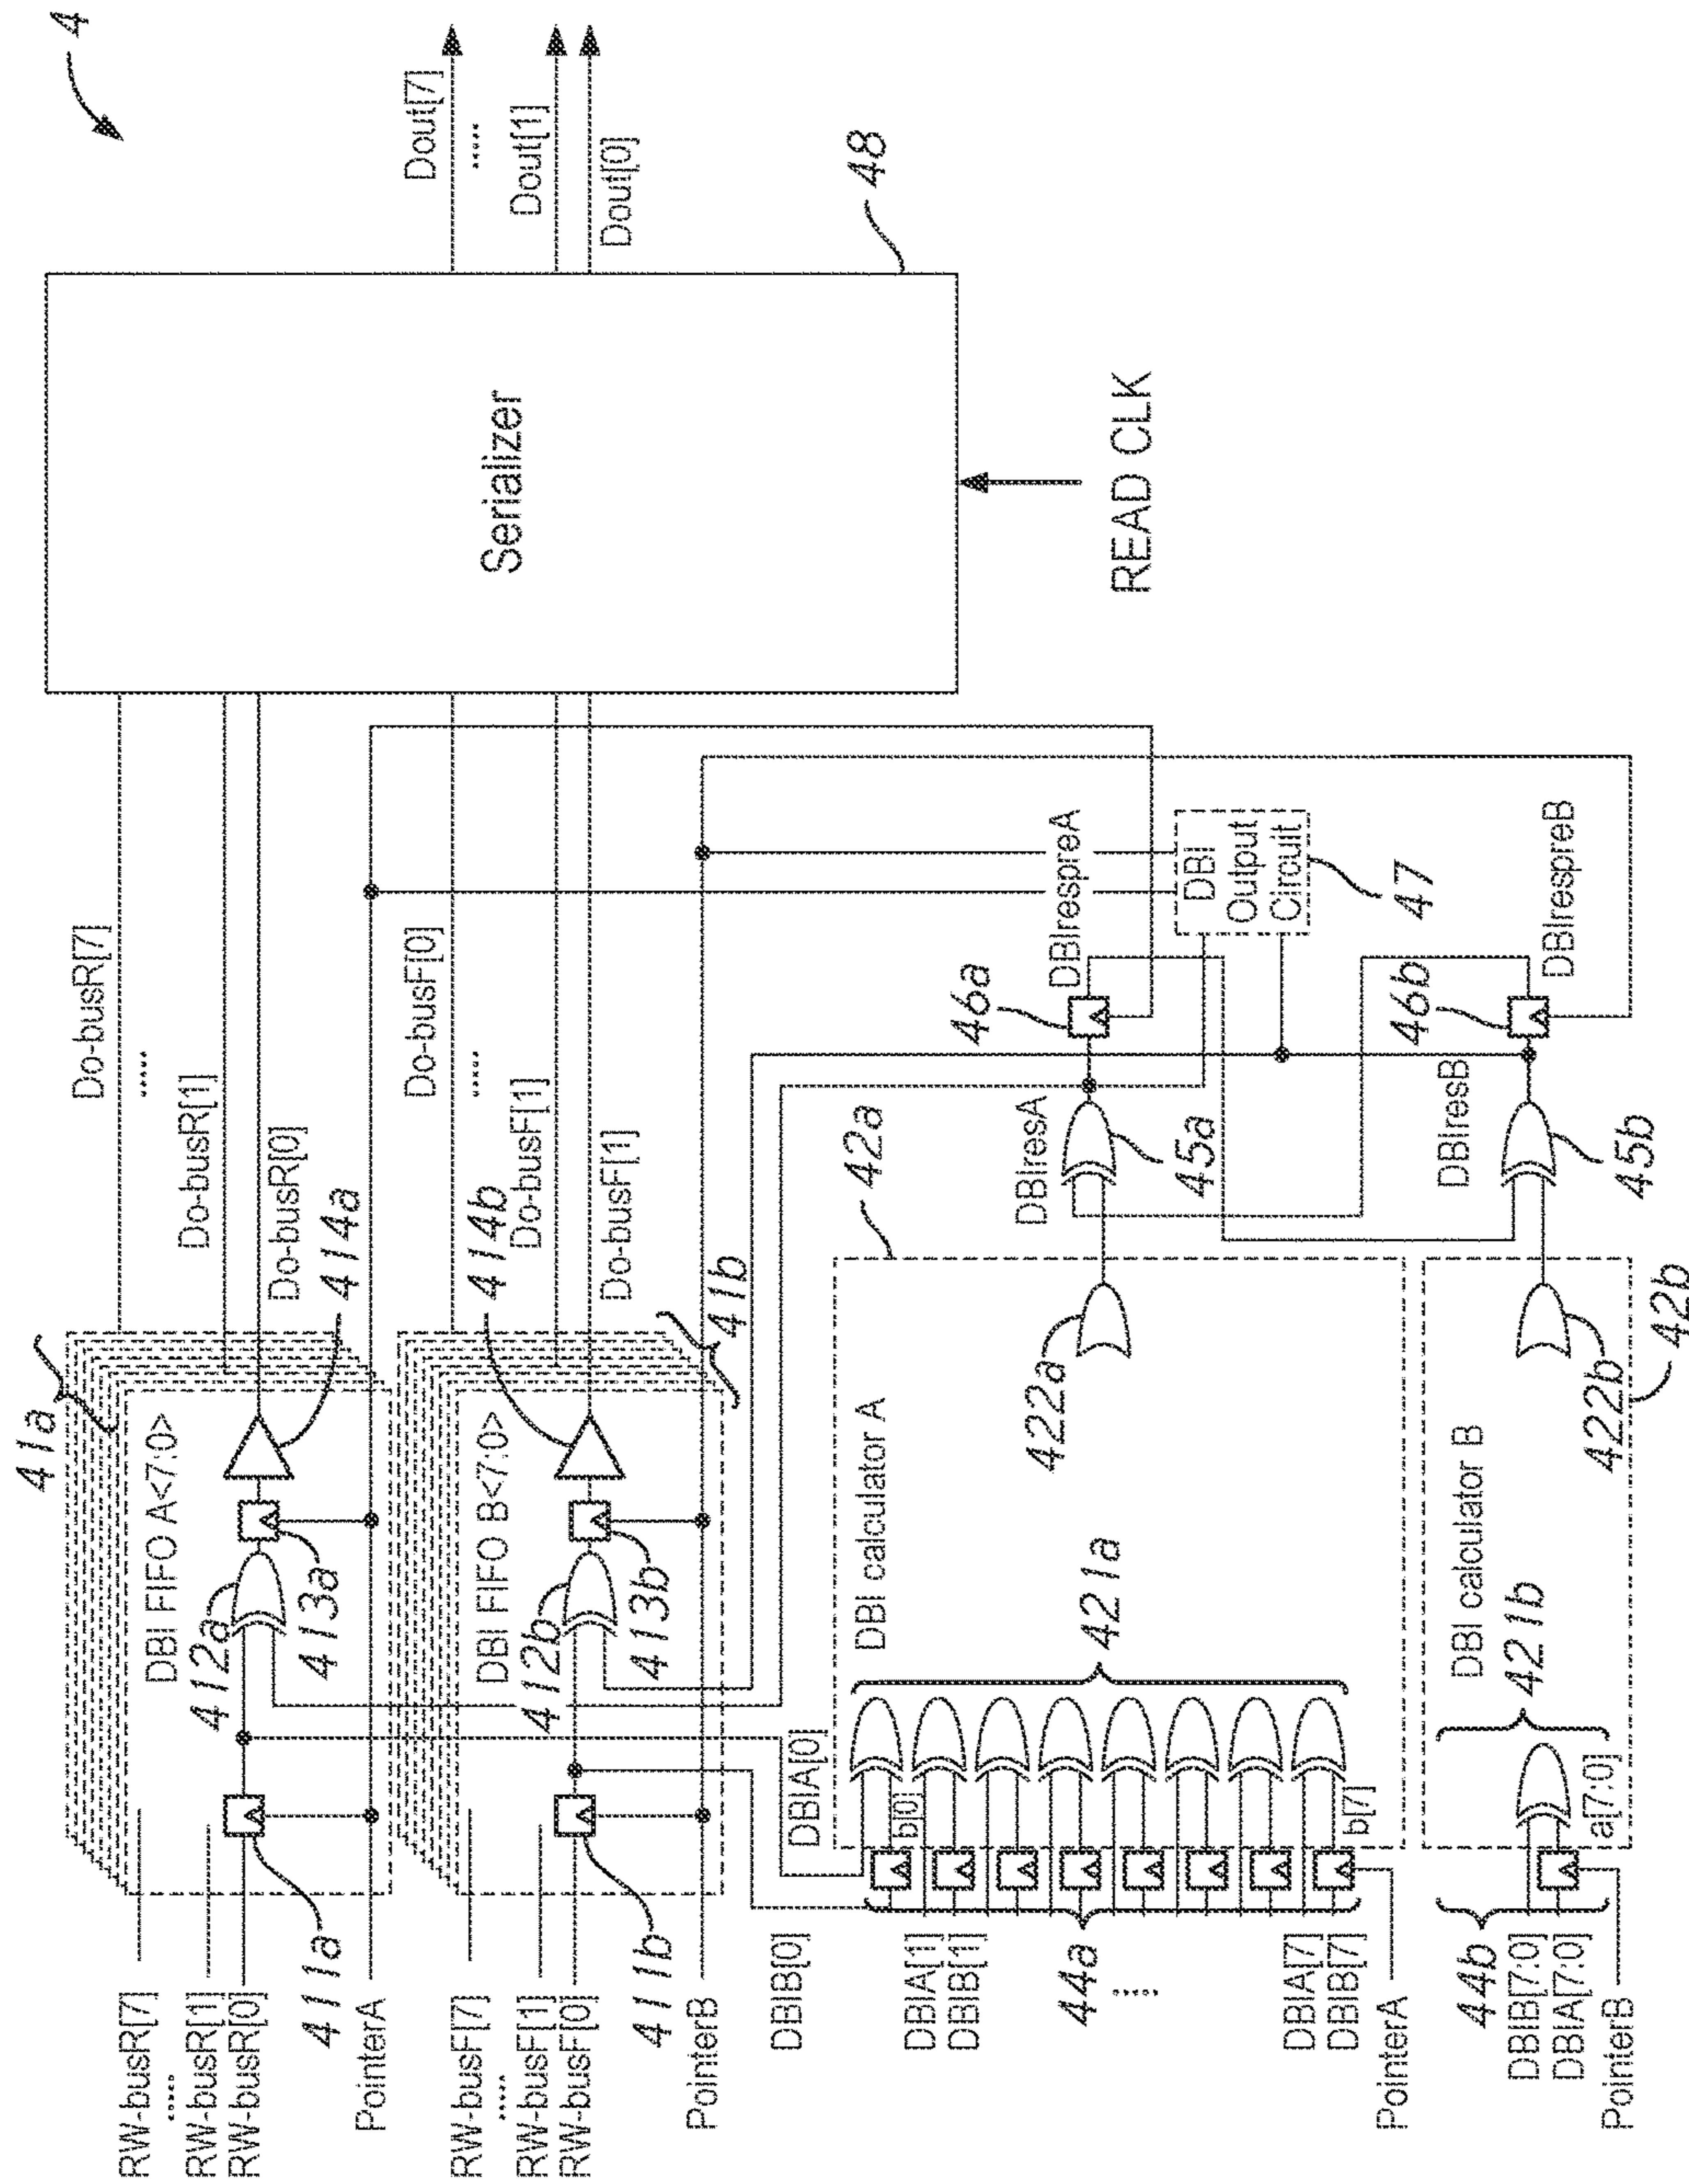 4
41a
DBI FIFO A<7:0>
RW-busR[7]
.....
RW-busR[1]
RW-busR[0]
411a
412a
413a
414a
PointerA
Do-busR[7]
.....
Do-busR[1]
Do-busR[0]
41b
DBI FIFO B<7:0>
RW-busF[7]
.....
RW-busF[1]
RW-busF[0]
411b
412b
413b
414b
PointerB
Do-busF[0]
.....
Do-busF[1]
Do-busF[1]
Serializer
48
READ CLK
Dout[7]
.....
Dout[1]
Dout[0]
DBIA[0]
DBIB[0]
DBI calculator A
42a
b[0]
DBIA[1]
DBIB[1]
44a
.....
421a
422a
DBIA[7]
DBIB[7]
b[7]
PointerA
DBIresA
45a
46a
DBIrespreA
DBI
Output
Circuit
47
DBI calculator B
42b
44b
421b
422b
DBIB[7:0]
DBIA[7:0]
a[7:0]
PointerB
DBIresB
45b
46b
DBIrespreB